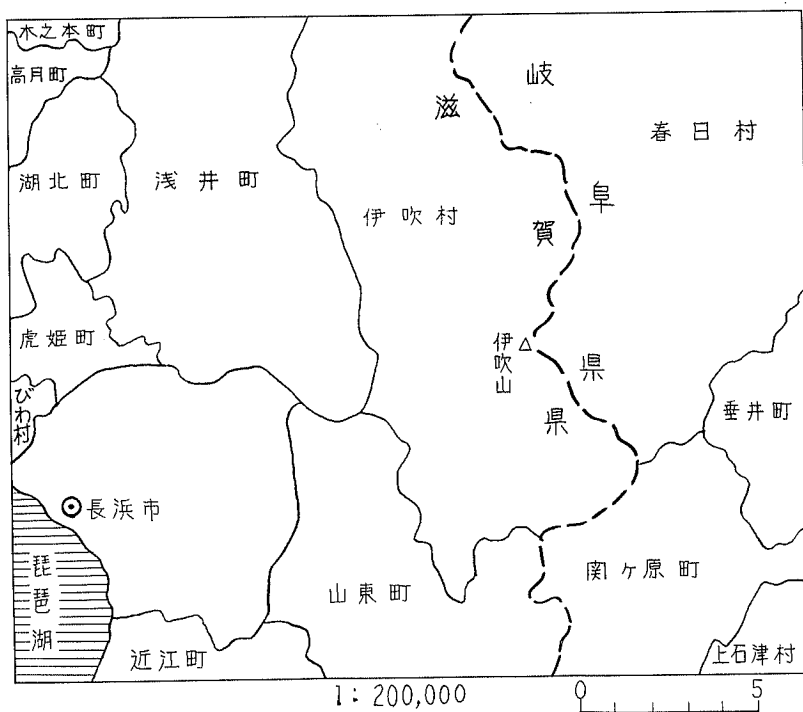 木之本町
高月町
湖北町
浅井町
伊吹村
滋賀県
岐阜県
春日村
虎姫町
伊吹山
びわ村
垂井町
長浜市
琵琶湖
山東町
関ヶ原町
近江町
上石津村
1:200,000
0 5